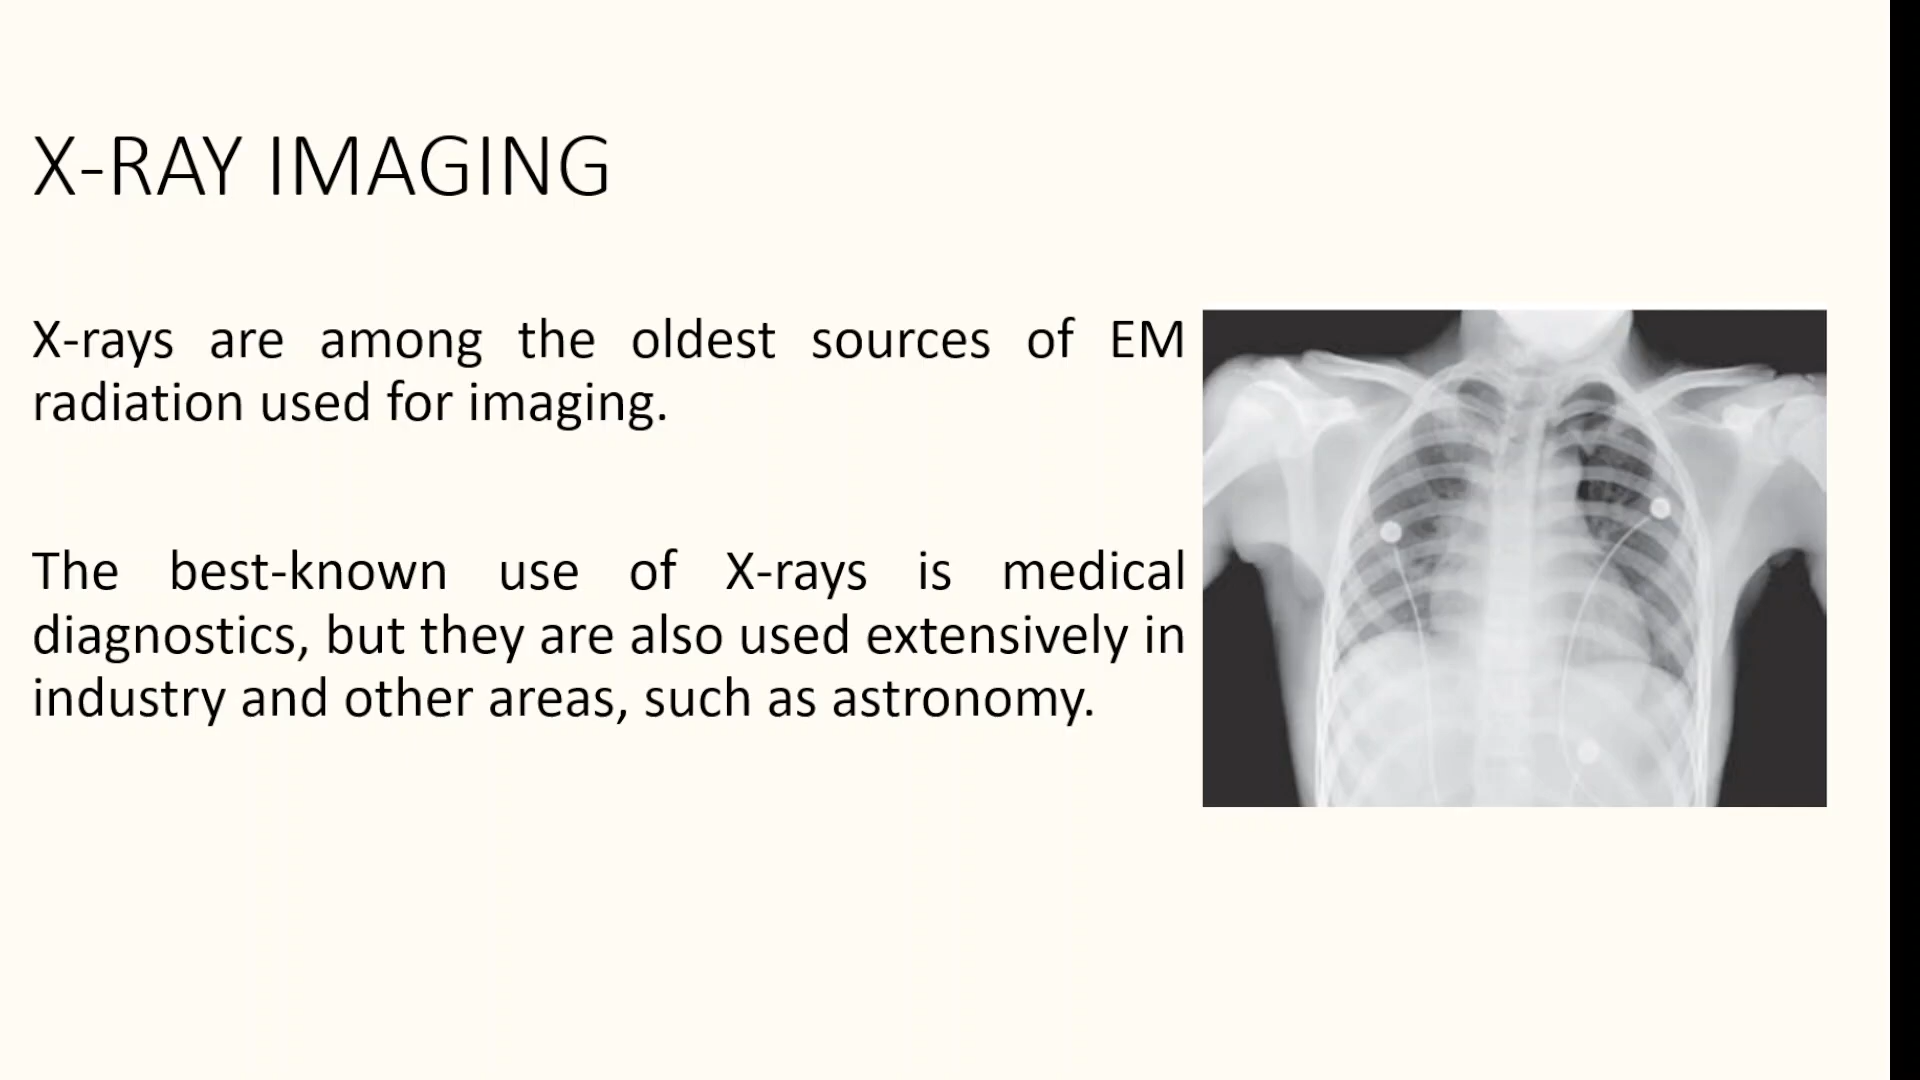 X-RAY IMAGING
X-rays are among the oldest sources of EM
radiation used for imaging.
The best-known use of X-rays is medical
diagnostics, but they are also used extensively in
industry and other areas, such as astronomy.